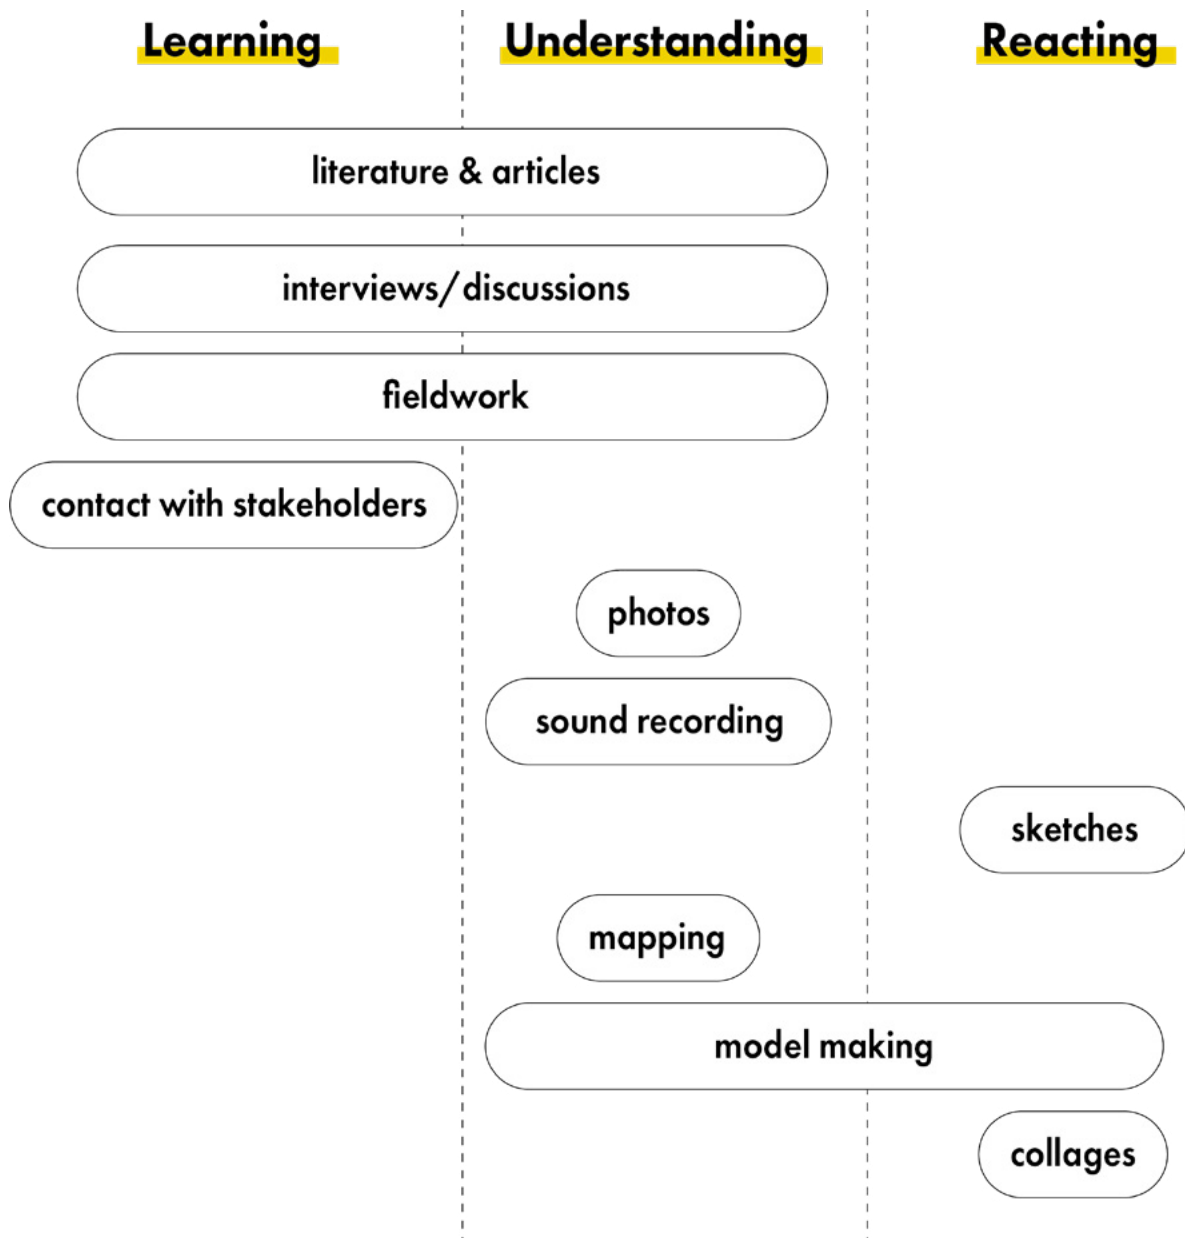 Learning
Understanding
Reacting
literature & articles
interviews/discussions
fieldwork
contact with stakeholders
photos
sound recording
sketches
mapping
model making
collages